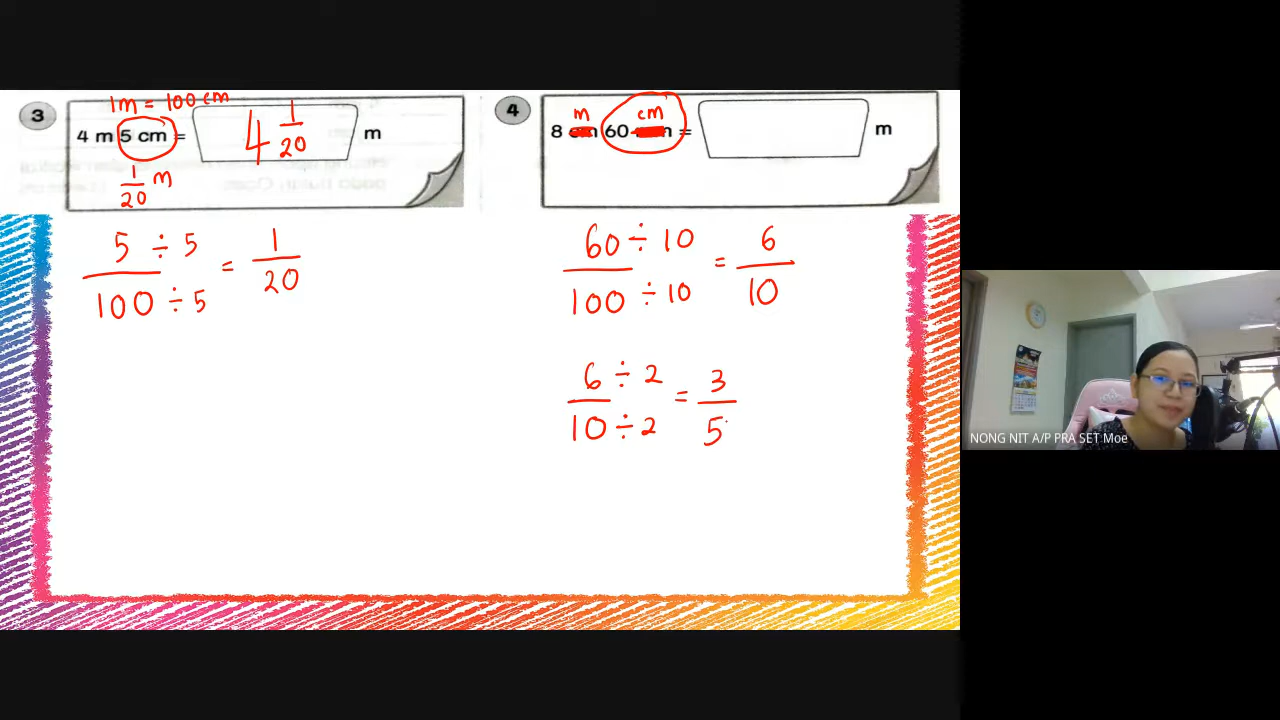 3
1m = 100 cm
4 m 5 cm = 4 1/20 m
1/20 m
5 ÷ 5
100 ÷ 5
= 1/20
4
m cm
8 60 = m
60 ÷ 10
100 ÷ 10
= 6/10
6 ÷ 2
10 ÷ 2
= 3/5
NONG NIT A/P PRA SET Moe